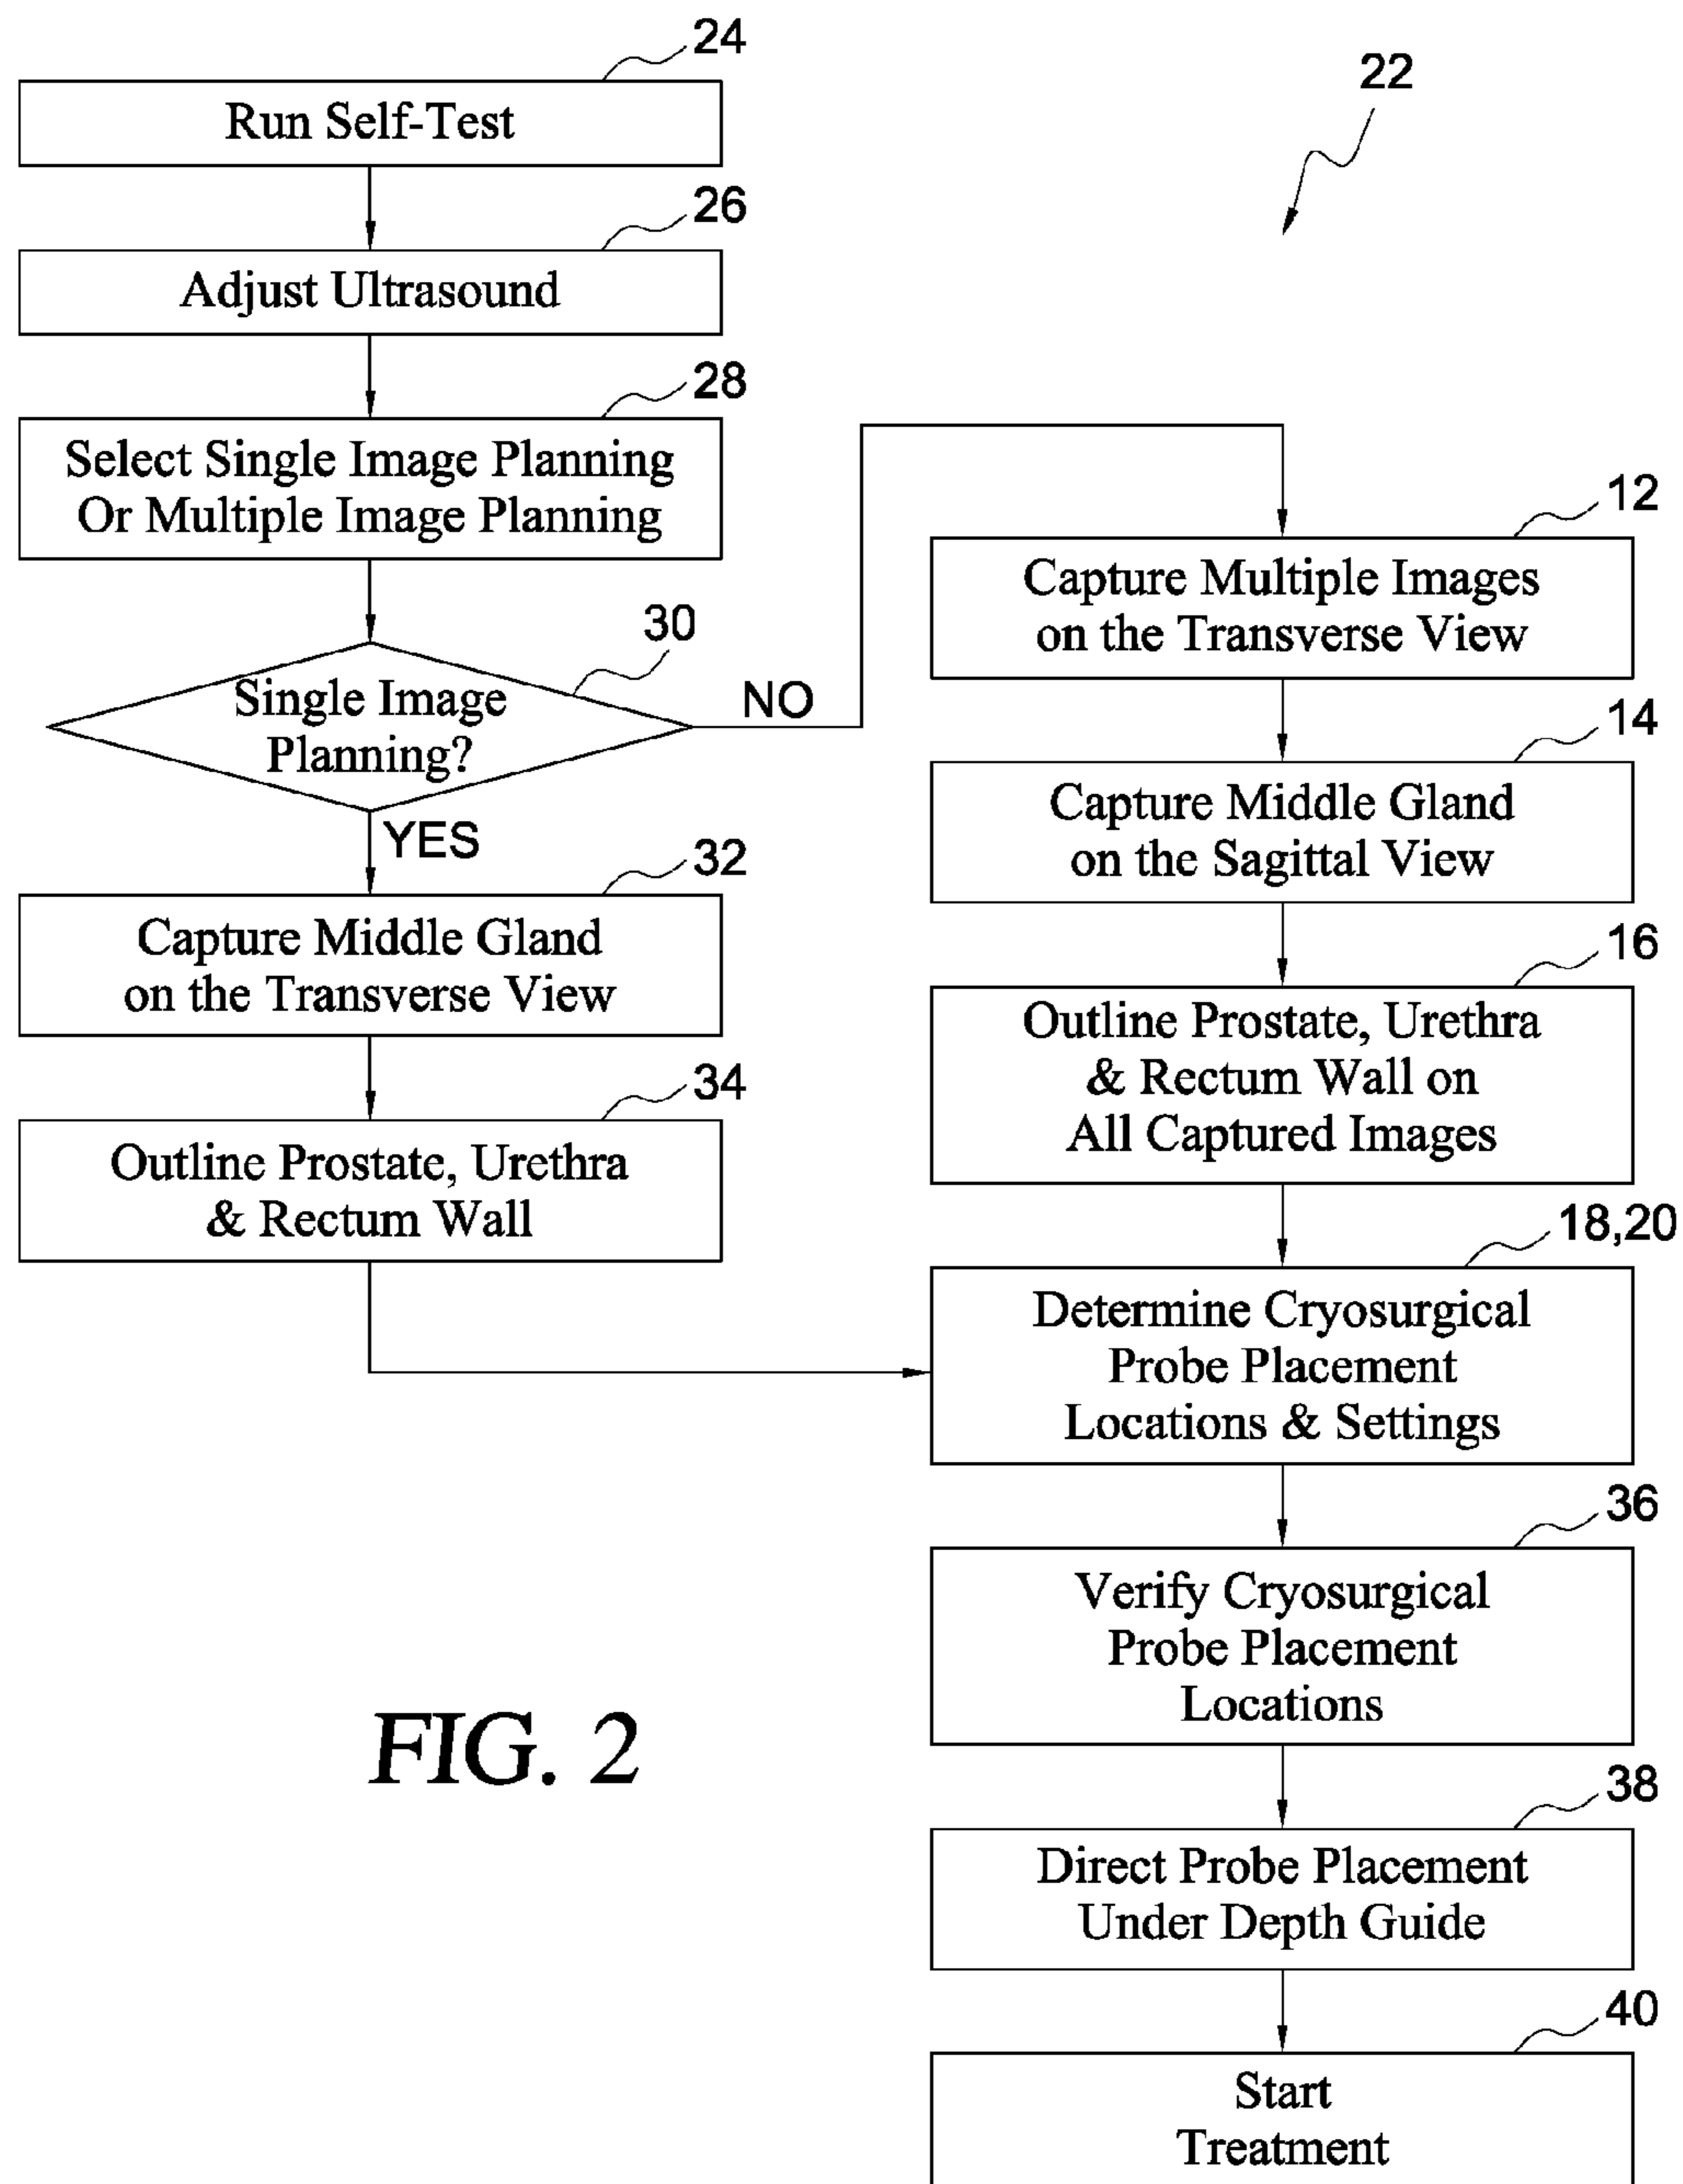 24
Run Self-Test
26
Adjust Ultrasound
28
Select Single Image Planning
Or Multiple Image Planning
30
Single Image
Planning?
NO
YES
32
Capture Middle Gland
on the Transverse View
34
Outline Prostate, Urethra
& Rectum Wall
22
12
Capture Multiple Images
on the Transverse View
14
Capture Middle Gland
on the Sagittal View
16
Outline Prostate, Urethra
& Rectum Wall on
All Captured Images
18,20
Determine Cryosurgical
Probe Placement
Locations & Settings
36
Verify Cryosurgical
Probe Placement
Locations
38
Direct Probe Placement
Under Depth Guide
40
Start
Treatment
FIG. 2